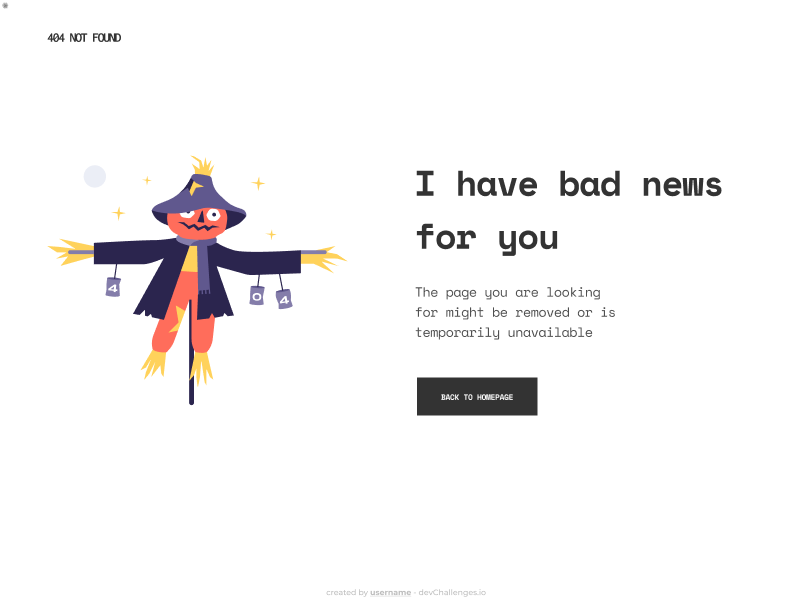 404 NOT FOUND
I have bad news
for you
4
0
4
The page you are looking
for might be removed or is
temporarily unavailable
BACK TO HOMEPAGE
created by username - devChallenges.io